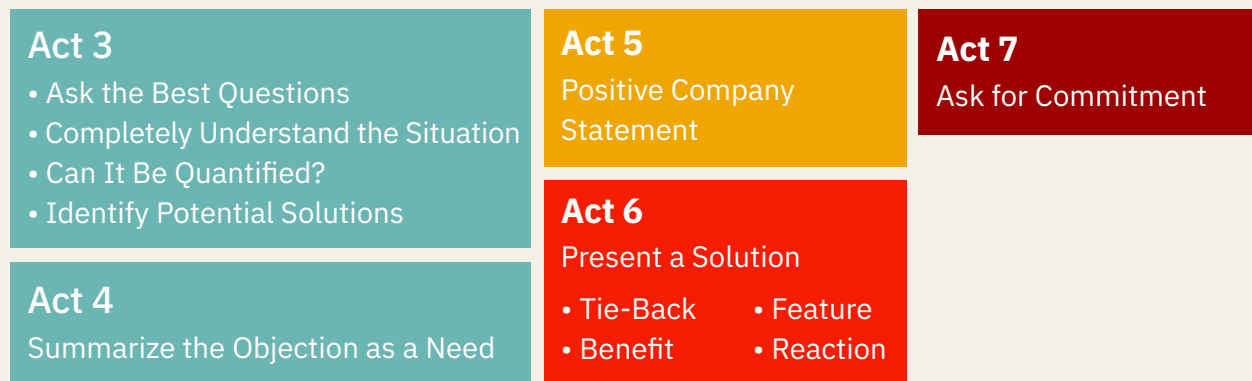 Act 3
• Ask the Best Questions
• Completely Understand the Situation
• Can It Be Quantified?
• Identify Potential Solutions
Act 4
Summarize the Objection as a Need
Act 5
Positive Company
Statement
Act 6
Present a Solution
• Tie-Back • Feature
• Benefit • Reaction
Act 7
Ask for Commitment